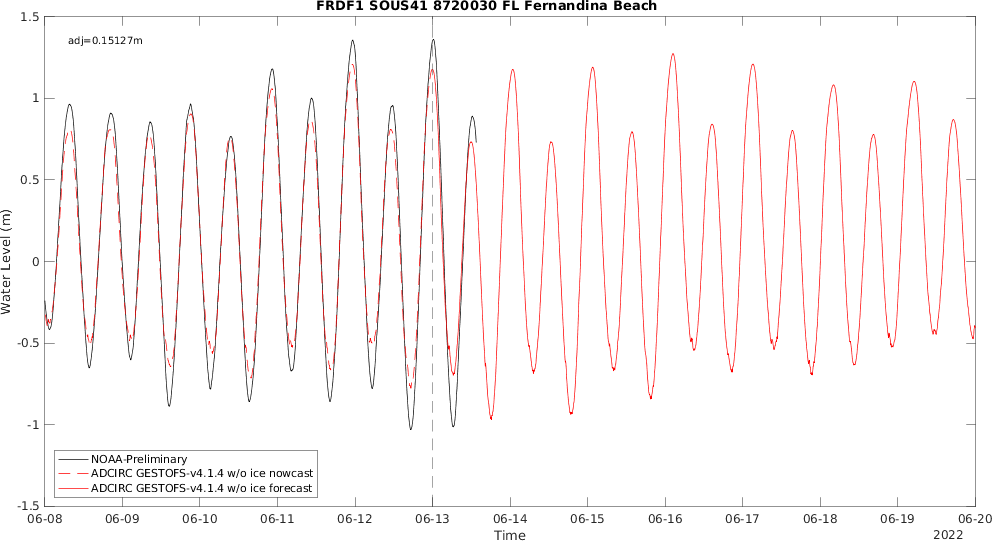 FRDF1 SOUS41 8720030 FL Fernandina Beach
adj=0.15127m
1.5
1
0.5
0
-0.5
-1
-1.5
Water Level (m)
NOAA-Preliminary
ADCIRC GESTOFS-v4.1.4 w/o ice nowcast
ADCIRC GESTOFS-v4.1.4 w/o ice forecast
06-08 06-09 06-10 06-11 06-12 06-13 06-14 06-15 06-16 06-17 06-18 06-19 06-20
Time
2022